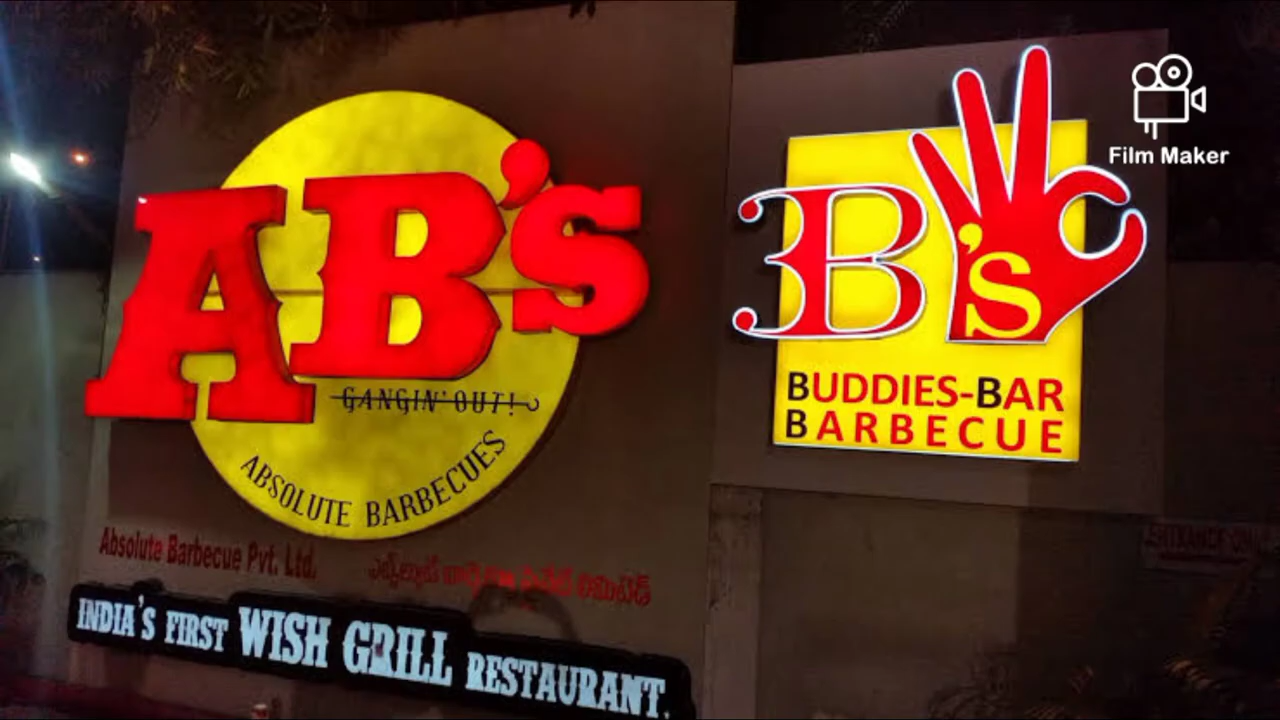 AB's
GANGIN' OUT!
ABSOLUTE BARBECUES
Absolute Barbecue Pvt. Ltd.
INDIA'S FIRST WISH GRILL RESTAURANT.
B's
BUDDIES-BAR
BARBECUE
Film Maker